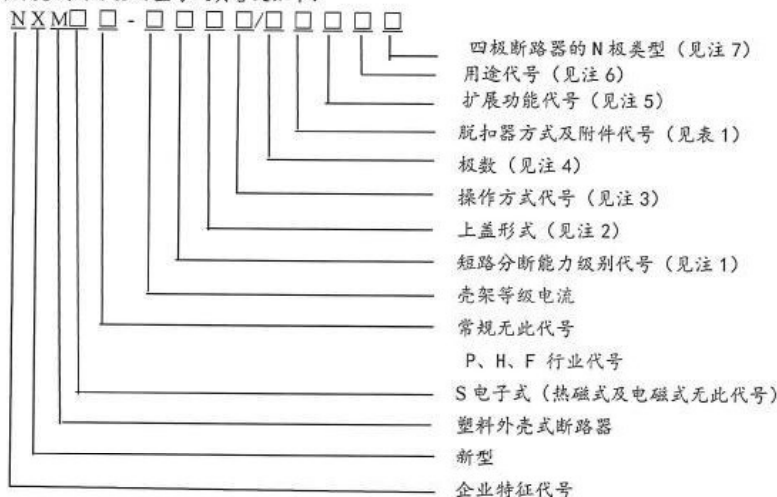 NXM□□-□□□□/□□□□□
四极断路器的N极类型（见注7）
用途代号（见注6）
扩展功能代号（见注5）
脱扣器方式及附件代号（见表1）
极数（见注4）
操作方式代号（见注3）
上盖形式（见注2）
短路分断能力级别代号（见注1）
壳架等级电流
常规无此代号
P、H、F 行业代号
S电子式（热磁式及电磁式无此代号）
塑料外壳式断路器
新型
企业特征代号